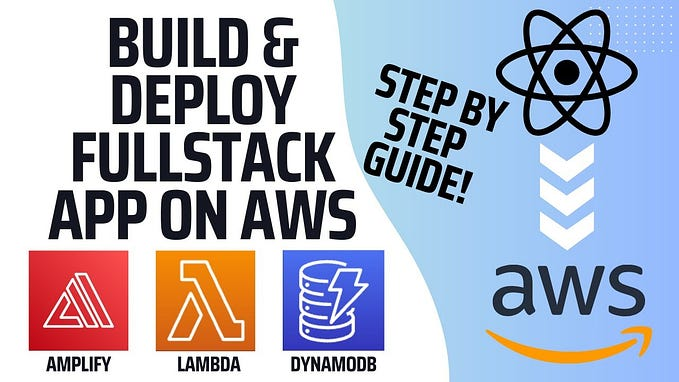 BUILD &
DEPLOY
FULLSTACK
APP ON AWS
STEP BY
STEP
GUIDE!
AMPLIFY
LAMBDA
DYNAMODB
aws